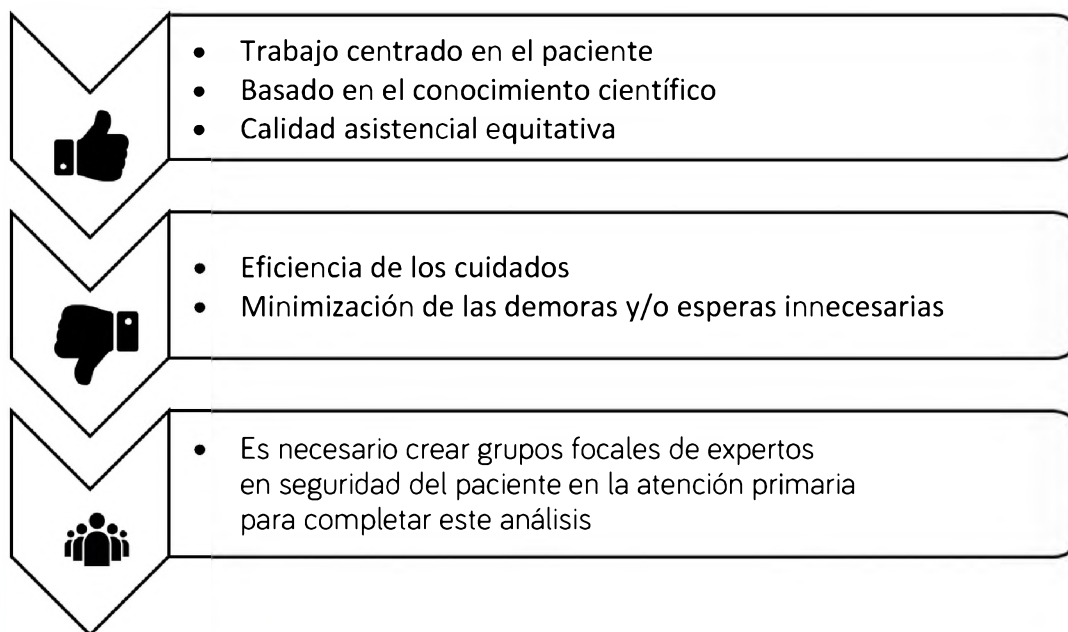 • Trabajo centrado en el paciente
• Basado en el conocimiento científico
• Calidad asistencial equitativa
• Eficiencia de los cuidados
• Minimización de las demoras y/o esperas innecesarias
• Es necesario crear grupos focales de expertos
en seguridad del paciente en la atención primaria
para completar este análisis